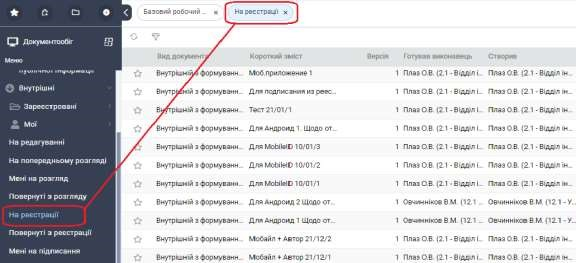 Базовий робочий ...
На реєстрації
Документообіг
Меню
публічної інформації
Внутрішні
Зареєстровані
Мої
На редагуванні
На попередньому розгляді
Мені на розгляд
Повернуті з розгляду
На реєстрації
Повернуті з реєстрації
Мені на підписання
Вид документа Короткий зміст Версія Готував виконавець Створив
Внутрішній з формуванн... Моб.приложение 1 1 Плаз О.В. (2.1 - Відділ і... Плаз О.В. (2.1 - Відділ ін...
Внутрішній з формуванн... Для подписания из реес... 1 Плаз О.В. (2.1 - Відділ і... Плаз О.В. (2.1 - Відділ ін...
Внутрішній з формуванн... Тест 21/01/1 1 Плаз О.В. (2.1 - Відділ і... Плаз О.В. (2.1 - Відділ ін...
Внутрішній з формуванн... Для Андроид 1. Щодо от... 1 Плаз О.В. (2.1 - Відділ і... Плаз О.В. (2.1 - Відділ ін...
Внутрішній з формуванн... Для MobileID 10/01/3 1 Плаз О.В. (2.1 - Відділ і... Плаз О.В. (2.1 - Відділ ін...
Внутрішній з формуванн... Для MobileID 10/01/2 1 Плаз О.В. (2.1 - Відділ і... Плаз О.В. (2.1 - Відділ ін...
Внутрішній з формуванн... Для MobileID 10/01/1 1 Плаз О.В. (2.1 - Відділ і... Плаз О.В. (2.1 - Відділ ін...
Внутрішній з формуванн... Для Андроид 2 Щодо от... 1 Овчинніков В.М. (12.1 ... Овчинніков В.М. (12.1 - У...
Внутрішній з формуванн... Для Андроид 1 Щодо от... 1 Овчинніков В.М. (12.1 ... Овчинніков В.М. (12.1 - У...
Внутрішній з формуванн... Мобайл + Автор 21/12/2 1 Плаз О.В. (2.1 - Відділ і... Плаз О.В. (2.1 - Відділ ін...
Внутрішній з формуванн... Мобайл + Автор 21/12/1 1 Плаз О.В. (2.1 - Відділ і... Плаз О.В. (2.1 - Відділ ін...